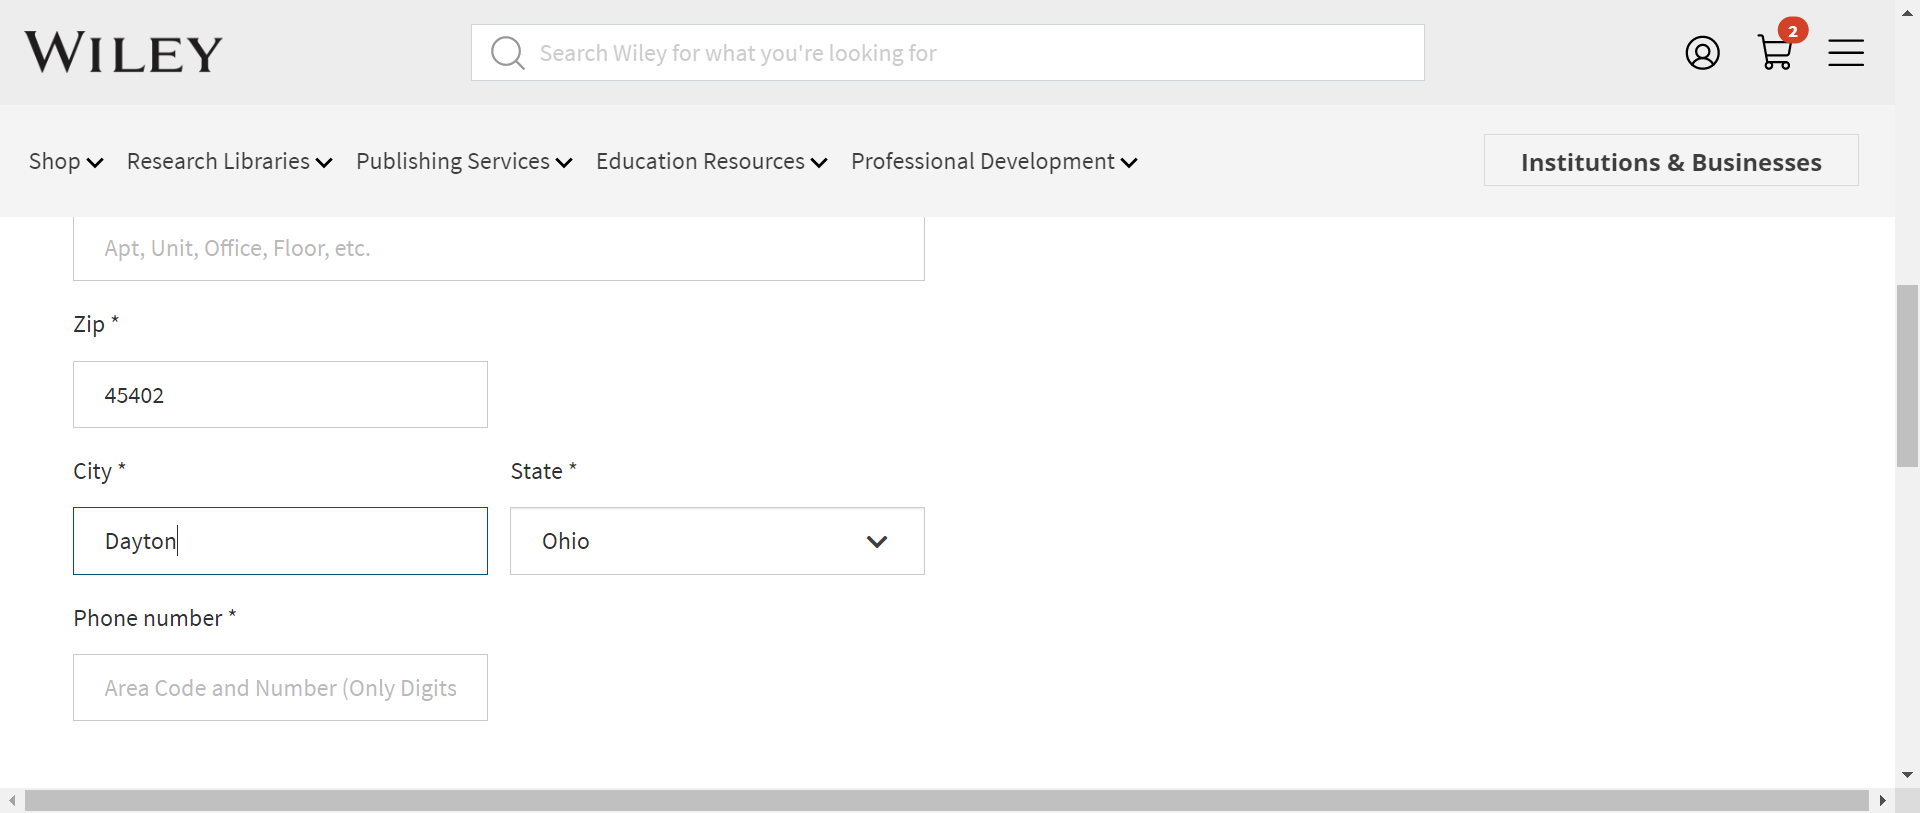 WILEY
Search Wiley for what you're looking for
2
Shop Research Libraries Publishing Services Education Resources Professional Development
Institutions & Businesses
Apt, Unit, Office, Floor, etc.
Zip *
45402
City * State *
Dayton Ohio
Phone number *
Area Code and Number (Only Digits